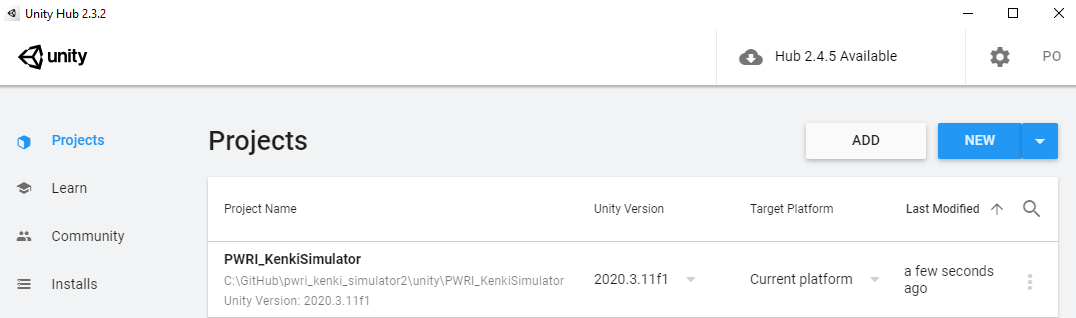 Unity Hub 2.3.2
unity
Hub 2.4.5 Available
PO
Projects
Learn
Community
Installs
Projects
ADD
NEW
Project Name
Unity Version
Target Platform
Last Modified
PWRI_KenkiSimulator
C:\GitHub\pwri_kenki_simulator2\unity\PWRI_KenkiSimulator
Unity Version: 2020.3.11f1
2020.3.11f1
Current platform
a few seconds
ago